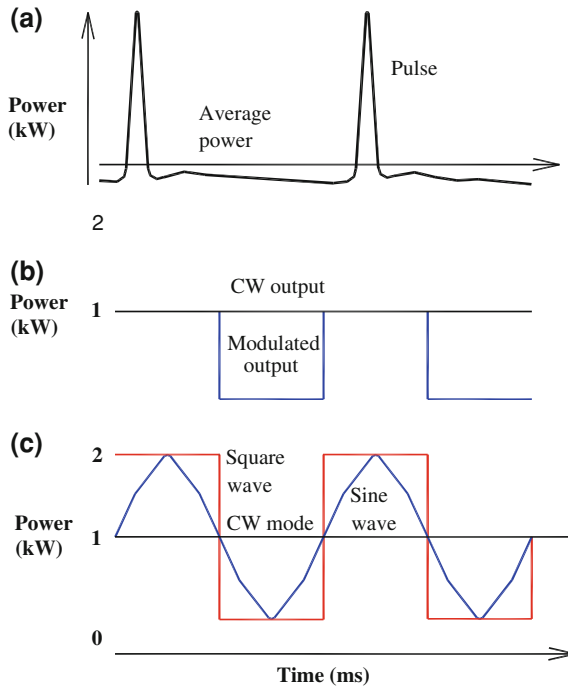 (a)
Pulse
Power
(kW)
Average
power
2
(b)
CW output
Power
(kW)
1
Modulated
output
(c)
2
Square
wave
Sine
wave
CW mode
Power
(kW)
1
0
Time (ms)